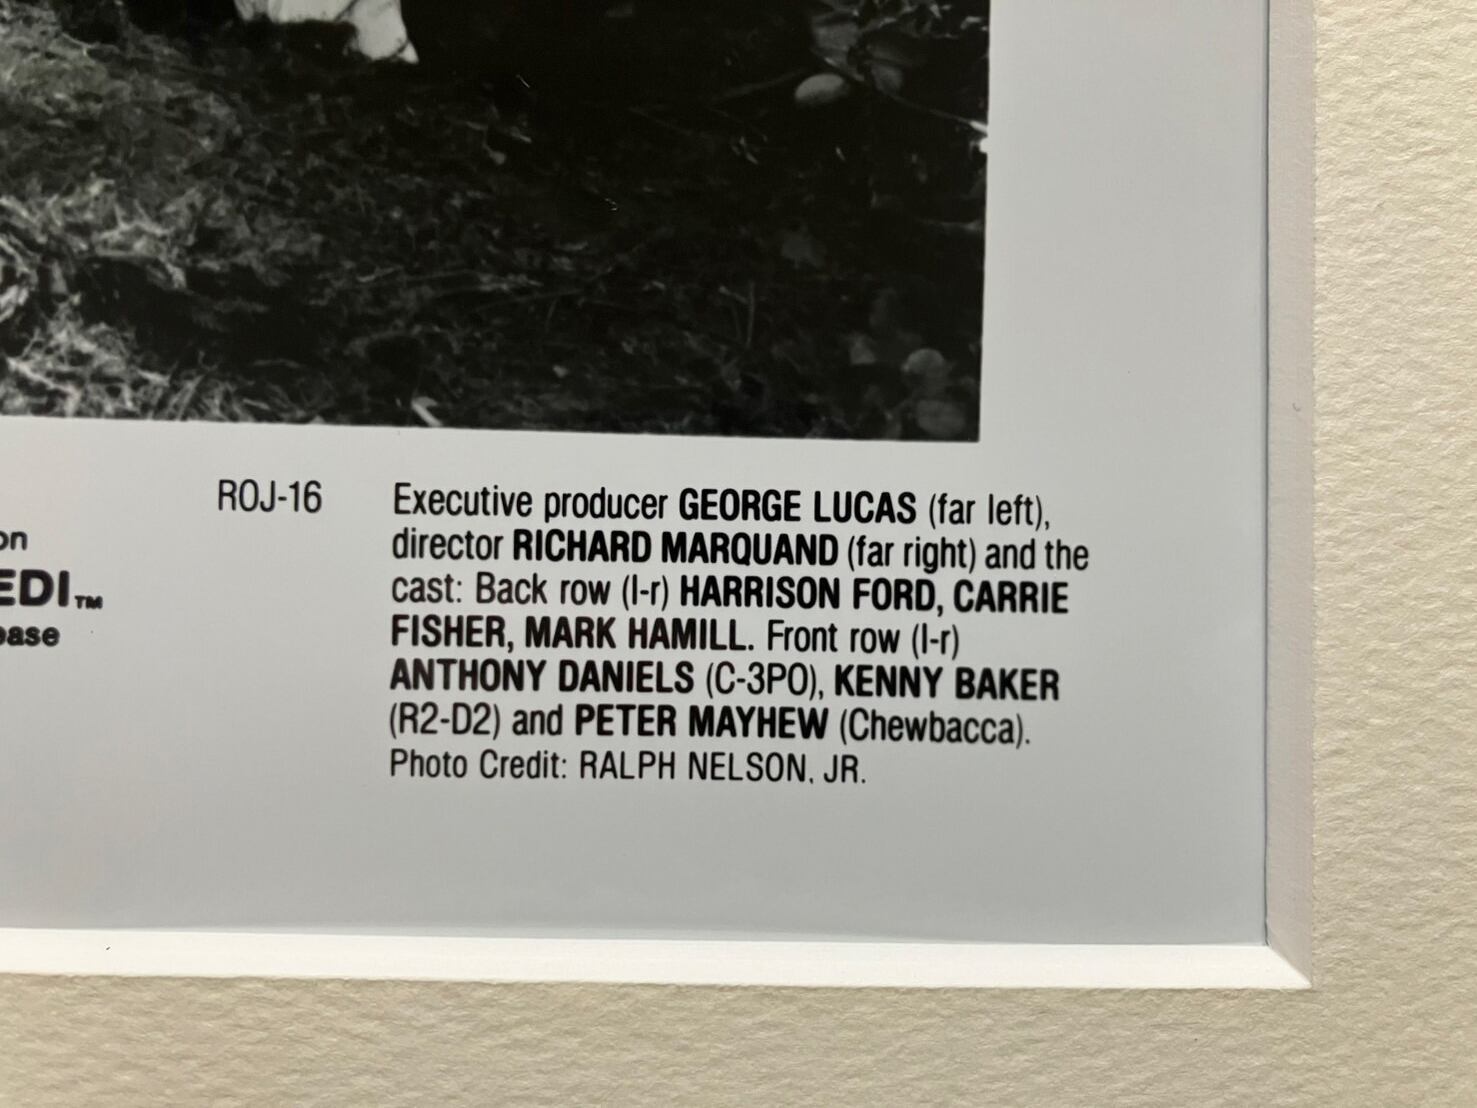 ROJ-16
Executive producer GEORGE LUCAS (far left),
director RICHARD MARQUAND (far right) and the
cast: Back row (l-r) HARRISON FORD, CARRIE
FISHER, MARK HAMILL. Front row (l-r)
ANTHONY DANIELS (C-3PO), KENNY BAKER
(R2-D2) and PETER MAYHEW (Chewbacca).
Photo Credit: RALPH NELSON, JR.
on
EDI™
ease